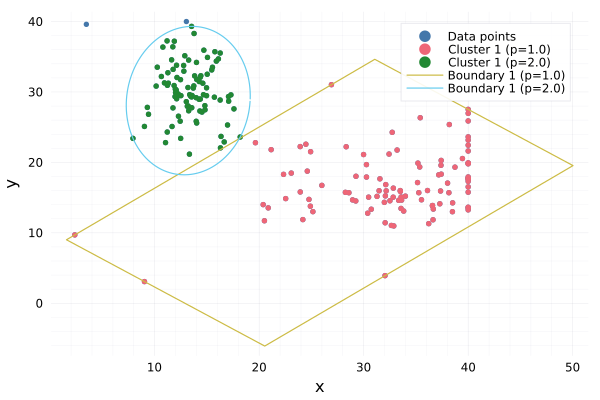 40
30
20
10
0
y
10
20
30
40
50
x
Data points
Cluster 1 (p=1.0)
Cluster 1 (p=2.0)
Boundary 1 (p=1.0)
Boundary 1 (p=2.0)